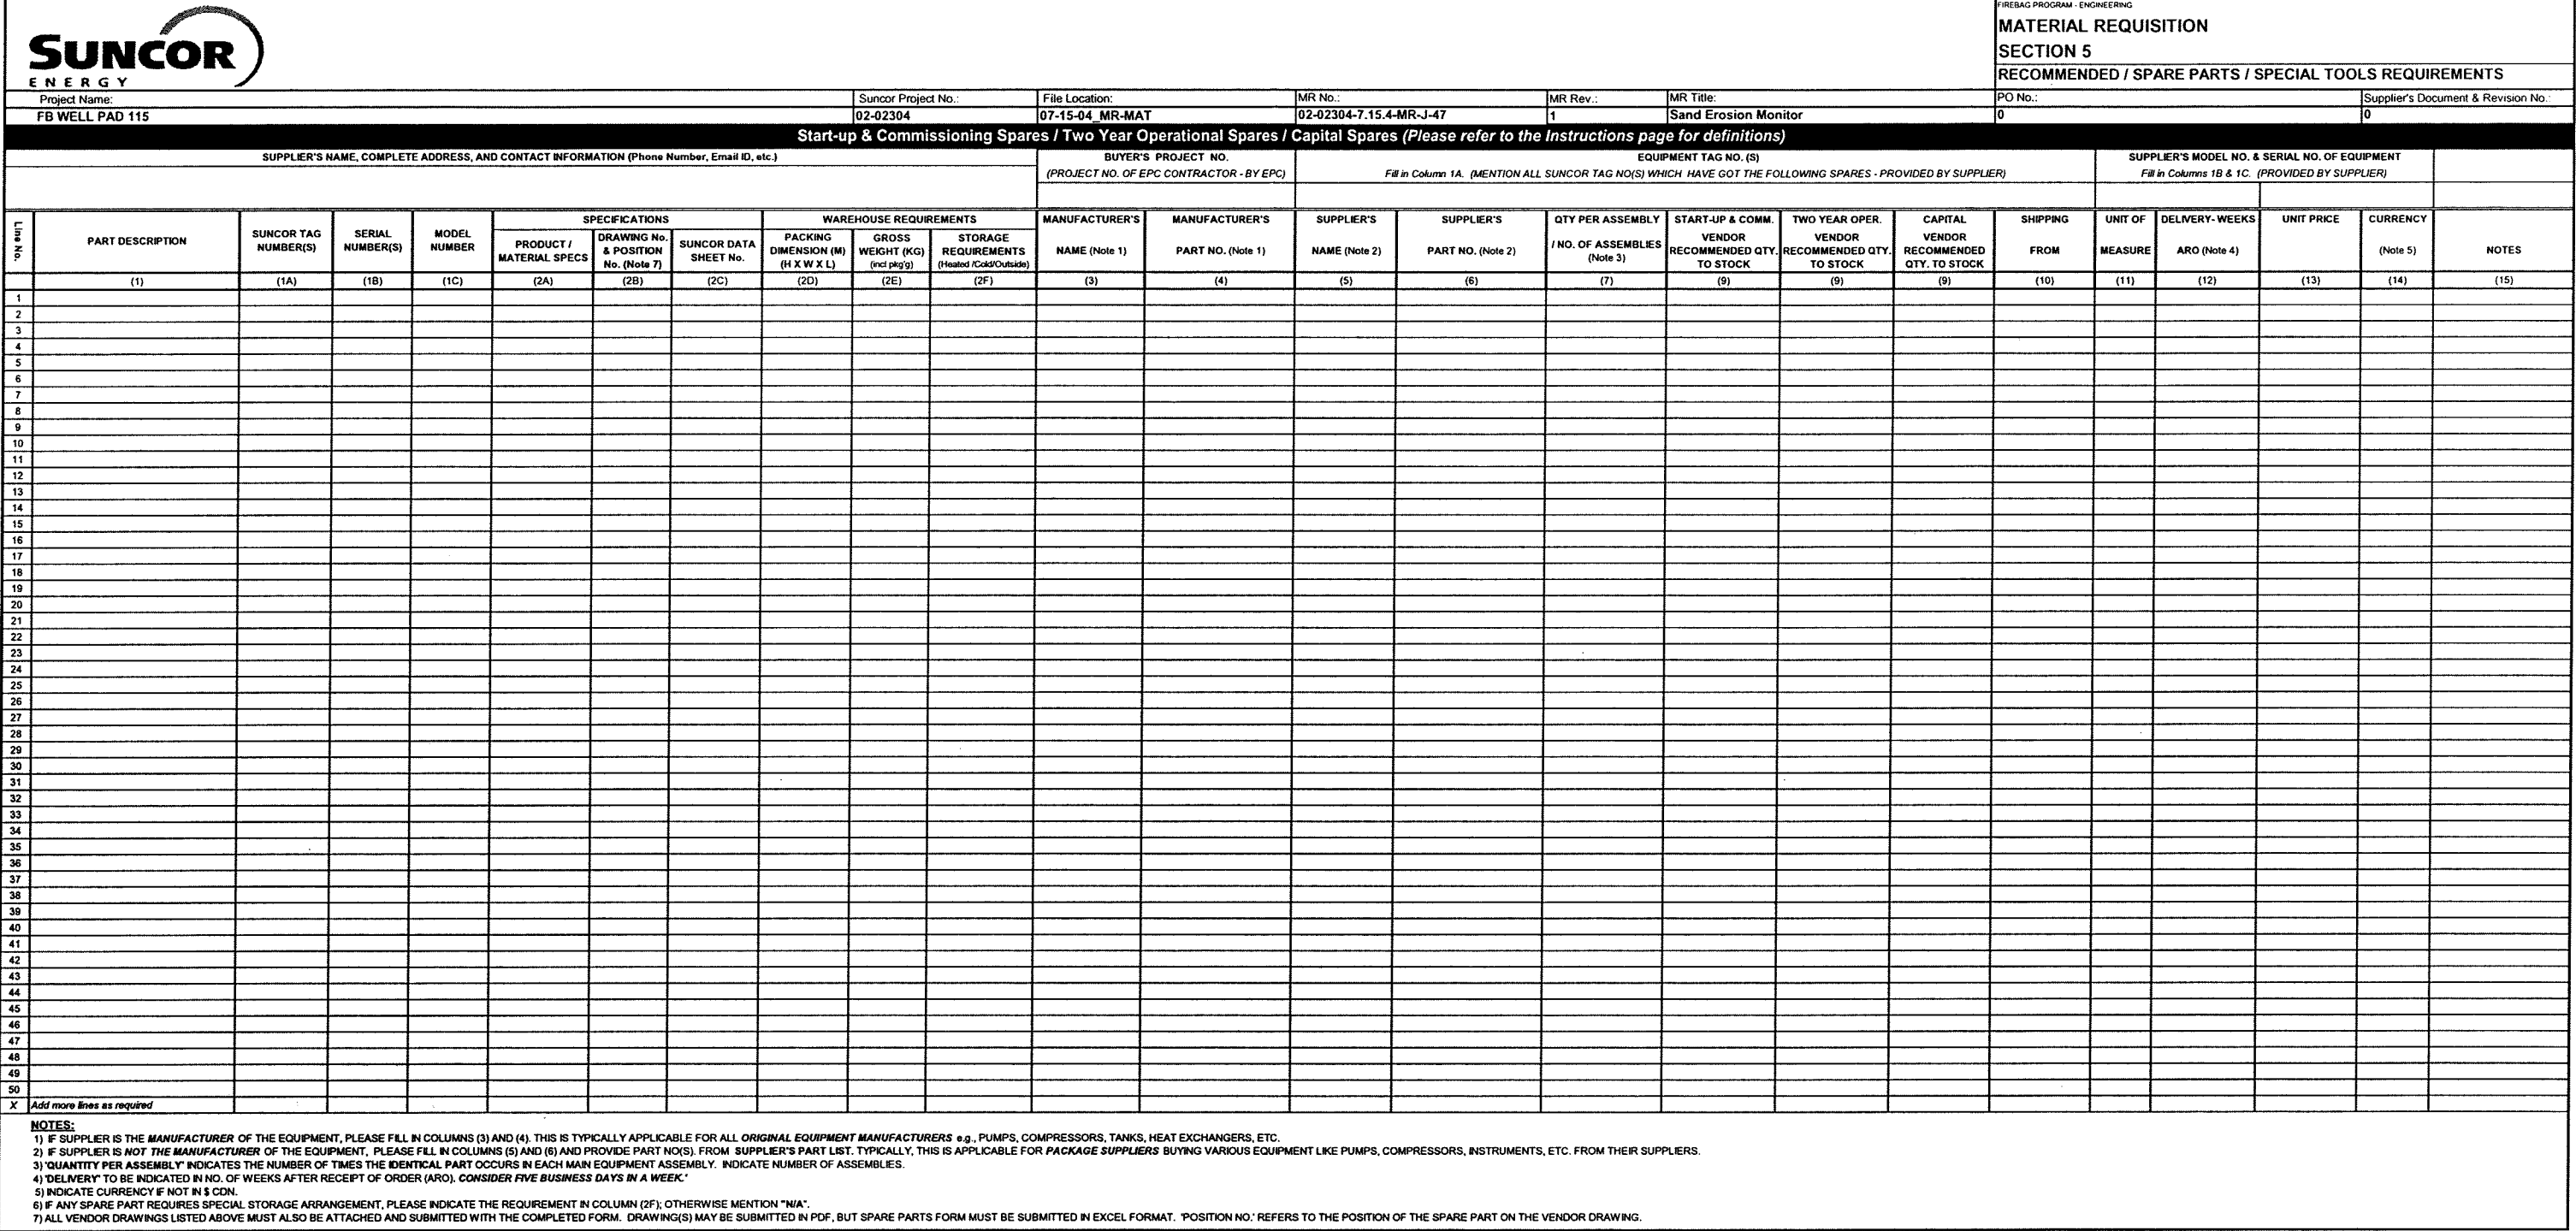 FIREBAG PROGRAM - ENGINEERING
SUNCOR
ENERGY
MATERIAL REQUISITION
SECTION 5
RECOMMENDED / SPARE PARTS / SPECIAL TOOLS REQUIREMENTS
Project Name: Suncor Project No.: File Location: MR No.: MR Rev.: MR Title: PO No.: Supplier's Document & Revision No.:
FB WELL PAD 115 02-02304 07-15-04_MR-MAT 02-02304-7.15.4-MR-J-47 1 Sand Erosion Monitor 0 0
Start-up & Commissioning Spares / Two Year Operational Spares / Capital Spares (Please refer to the Instructions page for definitions)
SUPPLIER'S NAME, COMPLETE ADDRESS, AND CONTACT INFORMATION (Phone Number, Email ID, etc.) BUYER'S PROJECT NO. EQUIPMENT TAG NO. (S) SUPPLIER'S MODEL NO. & SERIAL NO. OF EQUIPMENT
(PROJECT NO. OF EPC CONTRACTOR - BY EPC) Fill in Column 1A. (MENTION ALL SUNCOR TAG NO(S) WHICH HAVE GOT THE FOLLOWING SPARES - PROVIDED BY SUPPLIER) Fill in Columns 1B & 1C. (PROVIDED BY SUPPLIER)
Line No.
PART DESCRIPTION
SUNCOR TAG
NUMBER(S)
SERIAL
NUMBER(S)
MODEL
NUMBER
SPECIFICATIONS
PRODUCT /
MATERIAL SPECS
DRAWING No.
& POSITION
No. (Note 7)
SUNCOR DATA
SHEET No.
WAREHOUSE REQUIREMENTS
PACKING
DIMENSION (M)
(H X W X L)
GROSS
WEIGHT (KG)
(incl pkg'g)
STORAGE
REQUIREMENTS
(Heated /Cold/Outside)
MANUFACTURER'S
NAME (Note 1)
MANUFACTURER'S
PART NO. (Note 1)
SUPPLIER'S
NAME (Note 2)
SUPPLIER'S
PART NO. (Note 2)
QTY PER ASSEMBLY
/ NO. OF ASSEMBLIES
(Note 3)
START-UP & COMM.
VENDOR
RECOMMENDED QTY.
TO STOCK
TWO YEAR OPER.
VENDOR
RECOMMENDED QTY.
TO STOCK
CAPITAL
VENDOR
RECOMMENDED
QTY. TO STOCK
SHIPPING
FROM
UNIT OF
MEASURE
DELIVERY- WEEKS
ARO (Note 4)
UNIT PRICE
CURRENCY
(Note 5)
NOTES
(1) (1A) (1B) (1C) (2A) (2B) (2C) (2D) (2E) (2F) (3) (4) (5) (6) (7) (9) (9) (9) (10) (11) (12) (13) (14) (15)
1
2
3
4
5
6
7
8
9
10
11
12
13
14
15
16
17
18
19
20
21
22
23
24
25
26
27
28
29
30
31
32
33
34
35
36
37
38
39
40
41
42
43
44
45
46
47
48
49
50
X Add more lines as required
NOTES:
1) IF SUPPLIER IS THE MANUFACTURER OF THE EQUIPMENT, PLEASE FILL IN COLUMNS (3) AND (4). THIS IS TYPICALLY APPLICABLE FOR ALL ORIGINAL EQUIPMENT MANUFACTURERS e.g., PUMPS, COMPRESSORS, TANKS, HEAT EXCHANGERS, ETC.
2) IF SUPPLIER IS NOT THE MANUFACTURER OF THE EQUIPMENT, PLEASE FILL IN COLUMNS (5) AND (6) AND PROVIDE PART NO(S). FROM SUPPLIER'S PART LIST. TYPICALLY, THIS IS APPLICABLE FOR PACKAGE SUPPLIERS BUYING VARIOUS EQUIPMENT LIKE PUMPS, COMPRESSORS, INSTRUMENTS, ETC. FROM THEIR SUPPLIERS.
3) 'QUANTITY PER ASSEMBLY' INDICATES THE NUMBER OF TIMES THE IDENTICAL PART OCCURS IN EACH MAIN EQUIPMENT ASSEMBLY. INDICATE NUMBER OF ASSEMBLIES.
4) 'DELIVERY' TO BE INDICATED IN NO. OF WEEKS AFTER RECEIPT OF ORDER (ARO). CONSIDER FIVE BUSINESS DAYS IN A WEEK.'
5) INDICATE CURRENCY IF NOT IN $ CDN.
6) IF ANY SPARE PART REQUIRES SPECIAL STORAGE ARRANGEMENT, PLEASE INDICATE THE REQUIREMENT IN COLUMN (2F); OTHERWISE MENTION "N/A".
7) ALL VENDOR DRAWINGS LISTED ABOVE MUST ALSO BE ATTACHED AND SUBMITTED WITH THE COMPLETED FORM. DRAWING(S) MAY BE SUBMITTED IN PDF, BUT SPARE PARTS FORM MUST BE SUBMITTED IN EXCEL FORMAT. 'POSITION NO.' REFERS TO THE POSITION OF THE SPARE PART ON THE VENDOR DRAWING.